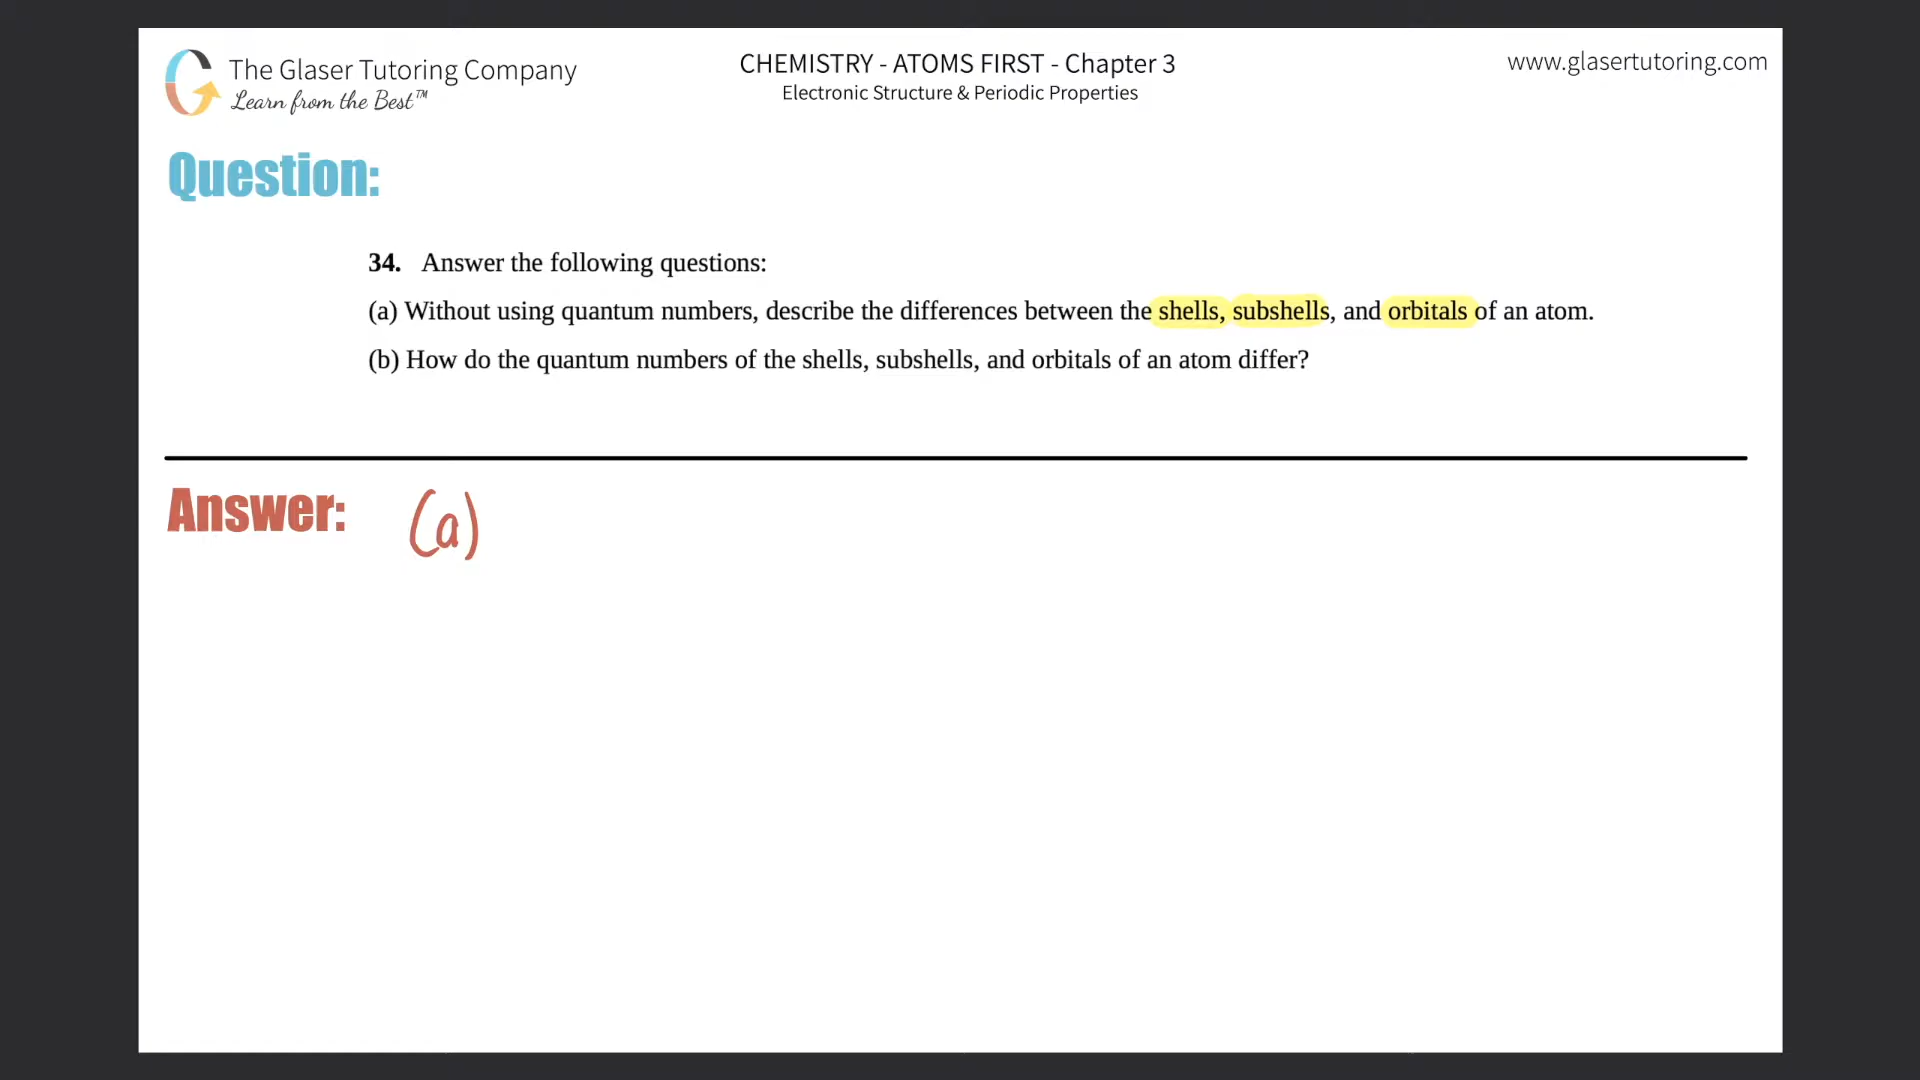 The Glaser Tutoring Company
Learn from the Best™
CHEMISTRY - ATOMS FIRST - Chapter 3
Electronic Structure & Periodic Properties
www.glasertutoring.com
Question:
34. Answer the following questions:
(a) Without using quantum numbers, describe the differences between the shells, subshells, and orbitals of an atom.
(b) How do the quantum numbers of the shells, subshells, and orbitals of an atom differ?
Answer: (a)